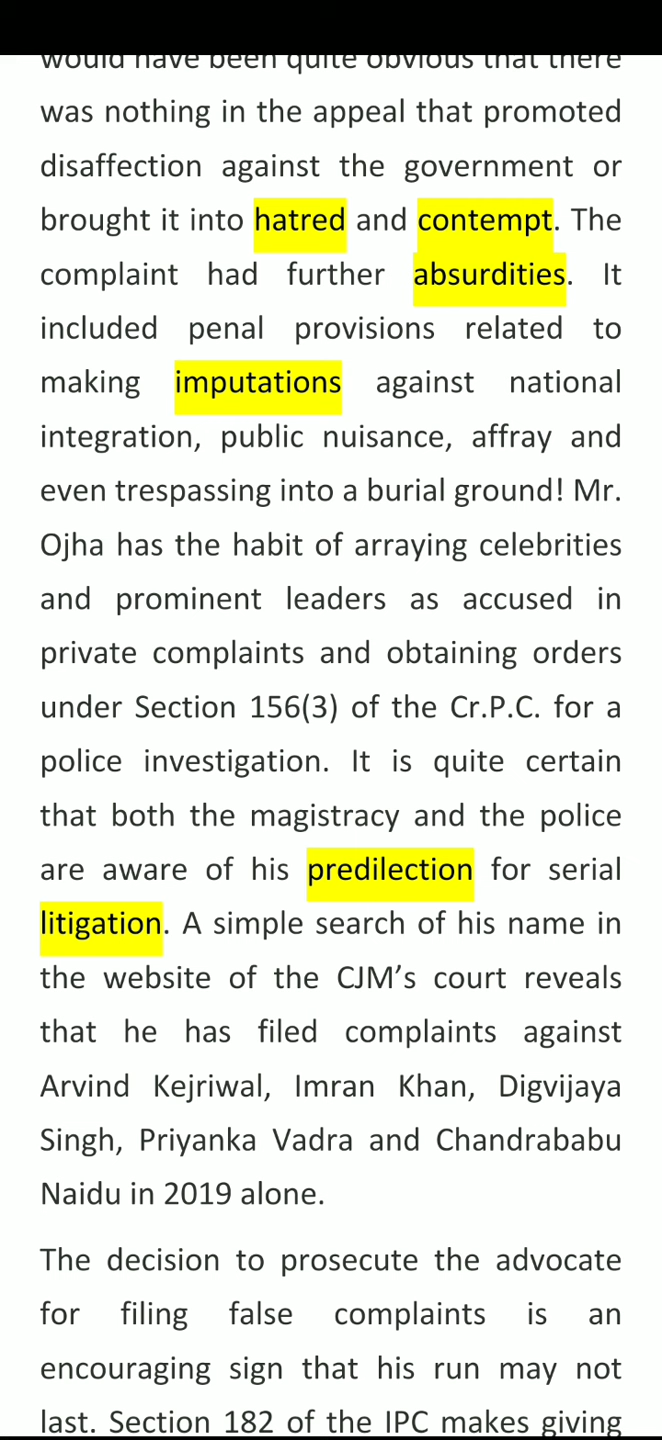 would have been quite obvious that there
was nothing in the appeal that promoted
disaffection against the government or
brought it into hatred and contempt. The
complaint had further absurdities. It
included penal provisions related to
making imputations against national
integration, public nuisance, affray and
even trespassing into a burial ground! Mr.
Ojha has the habit of arraying celebrities
and prominent leaders as accused in
private complaints and obtaining orders
under Section 156(3) of the Cr.P.C. for a
police investigation. It is quite certain
that both the magistracy and the police
are aware of his predilection for serial
litigation. A simple search of his name in
the website of the CJM’s court reveals
that he has filed complaints against
Arvind Kejriwal, Imran Khan, Digvijaya
Singh, Priyanka Vadra and Chandrababu
Naidu in 2019 alone.
The decision to prosecute the advocate
for filing false complaints is an
encouraging sign that his run may not
last. Section 182 of the IPC makes giving